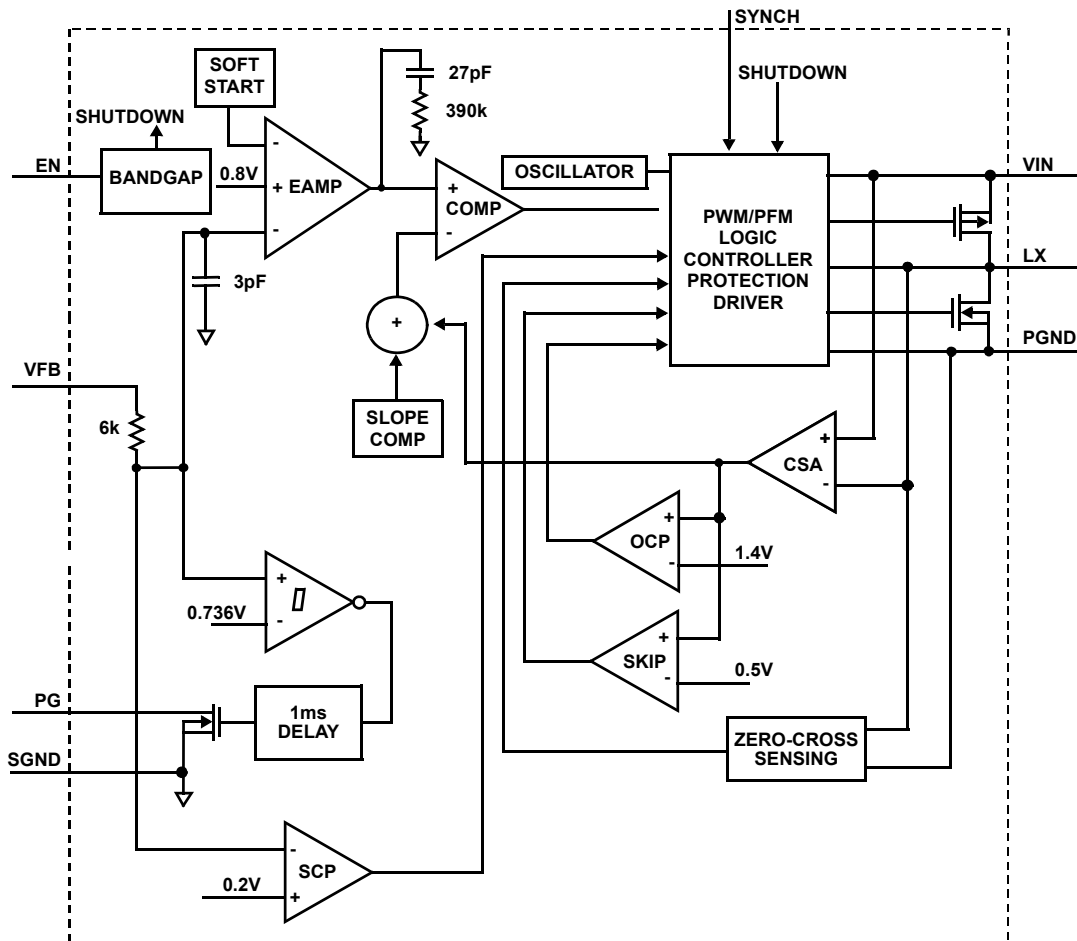 SYNCH
SOFT
START
27pF
SHUTDOWN
390k
SHUTDOWN
EN
BANDGAP
0.8V
-
+ EAMP
-
+
COMP
-
OSCILLATOR
PWM/PFM
LOGIC
CONTROLLER
PROTECTION
DRIVER
VIN
LX
PGND
3pF
+
VFB
6k
SLOPE
COMP
+
CSA
-
+
OCP
-
1.4V
+
0.736V
-
+
SKIP
-
0.5V
PG
1ms
DELAY
SGND
ZERO-CROSS
SENSING
-
SCP
0.2V
+